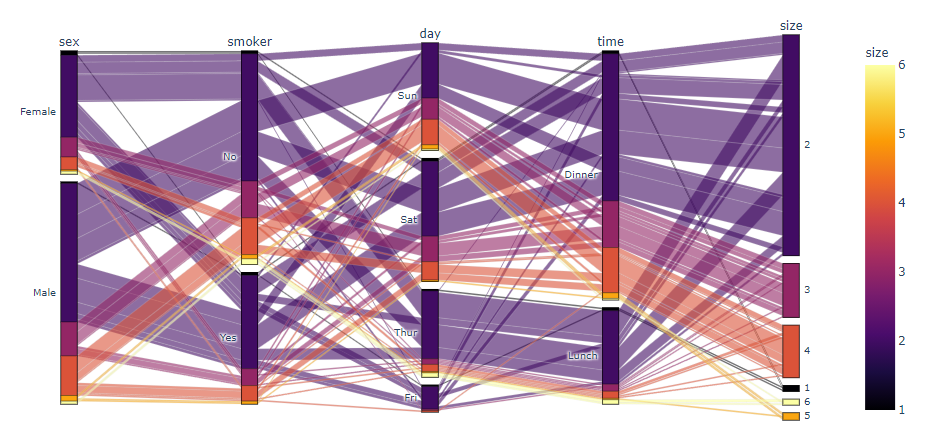 sex
smoker
day
time
size
Female
Male
No
Yes
Sun
Sat
Thur
Fri
Dinner
Lunch
2
3
4
1
6
5
size
6
5
4
3
2
1